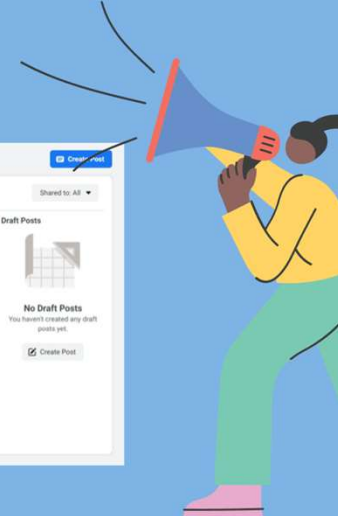 Create Post
Shared to: All
Draft Posts
No Draft Posts
You haven't created any draft
posts yet.
Create Post